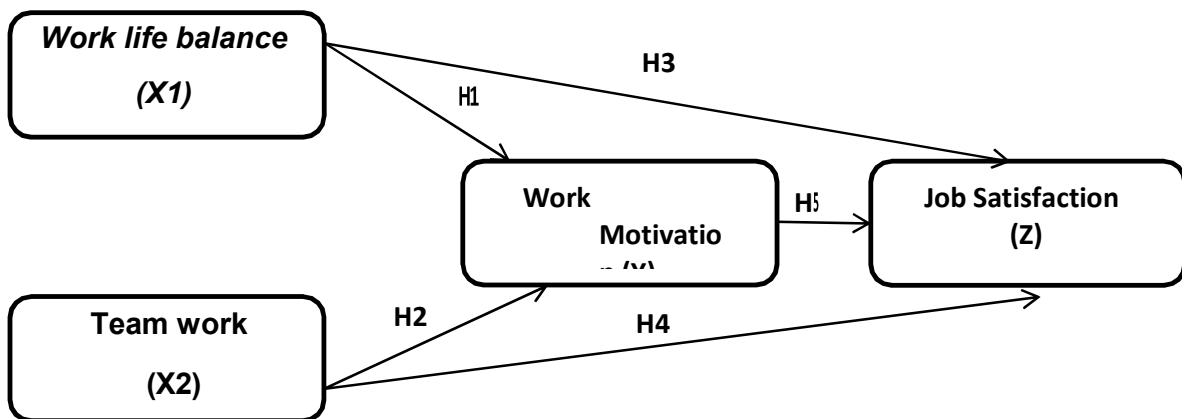 Work life balance
(X1)
H3
H1
Work
Motivatio
H5
Job Satisfaction
(Z)
H2
H4
Team work
(X2)